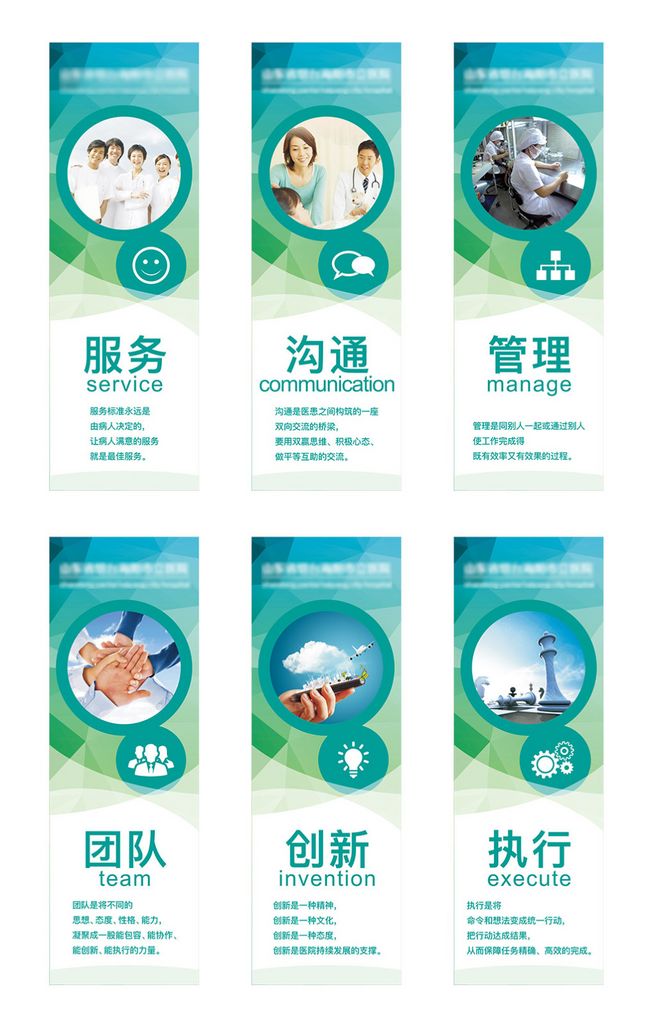 服务
service
服务标准永远是
由病人决定的,
让病人满意的服务
就是最佳服务。
沟通
communication
沟通是医患之间构筑的一座
双向交流的桥梁,
要用双赢思维、积极心态、
做平等互助的交流。
管理
manage
管理是同别人一起或通过别人
使工作完成得
既有效率又有效果的过程。
团队
team
团队是将不同的
思想、态度、性格、能力,
凝聚成一股能包容、能协作、
能创新、能执行的力量。
创新
invention
创新是一种精神,
创新是一种文化,
创新是一种态度,
创新是医院持续发展的支撑。
执行
execute
执行是将
命令和想法变成统一行动,
把行动达成结果,
从而保障任务精确、高效的完成。